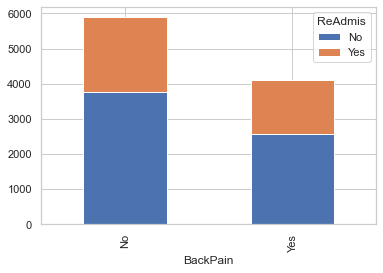 6000
5000
4000
3000
2000
1000
0
ReAdmis
No
Yes
No
Yes
BackPain